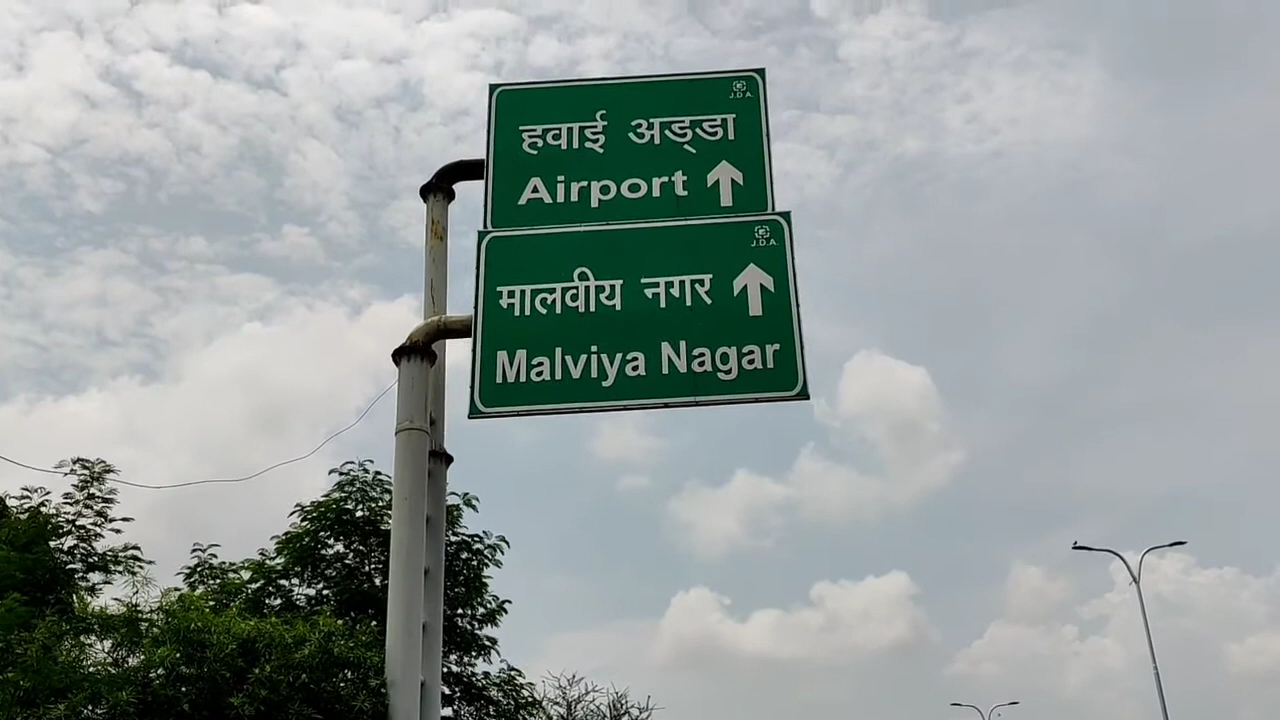 J.D.A.
हवाई अड्डा
Airport
J.D.A.
मालवीय नगर
Malviya Nagar